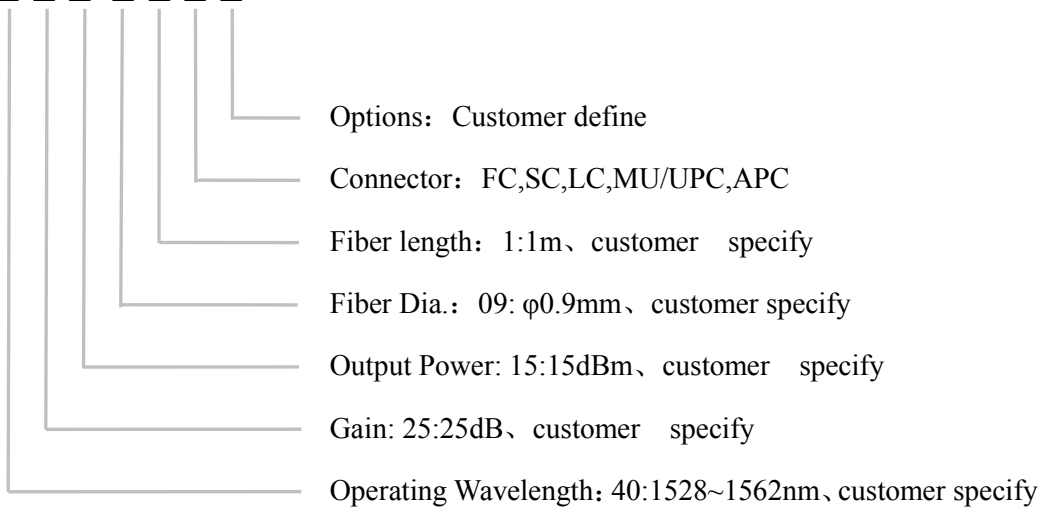 Options：Customer define
Connector：FC,SC,LC,MU/UPC,APC
Fiber length：1:1m、customer specify
Fiber Dia.：09: φ0.9mm、customer specify
Output Power: 15:15dBm、customer specify
Gain: 25:25dB、customer specify
Operating Wavelength：40:1528~1562nm、customer specify